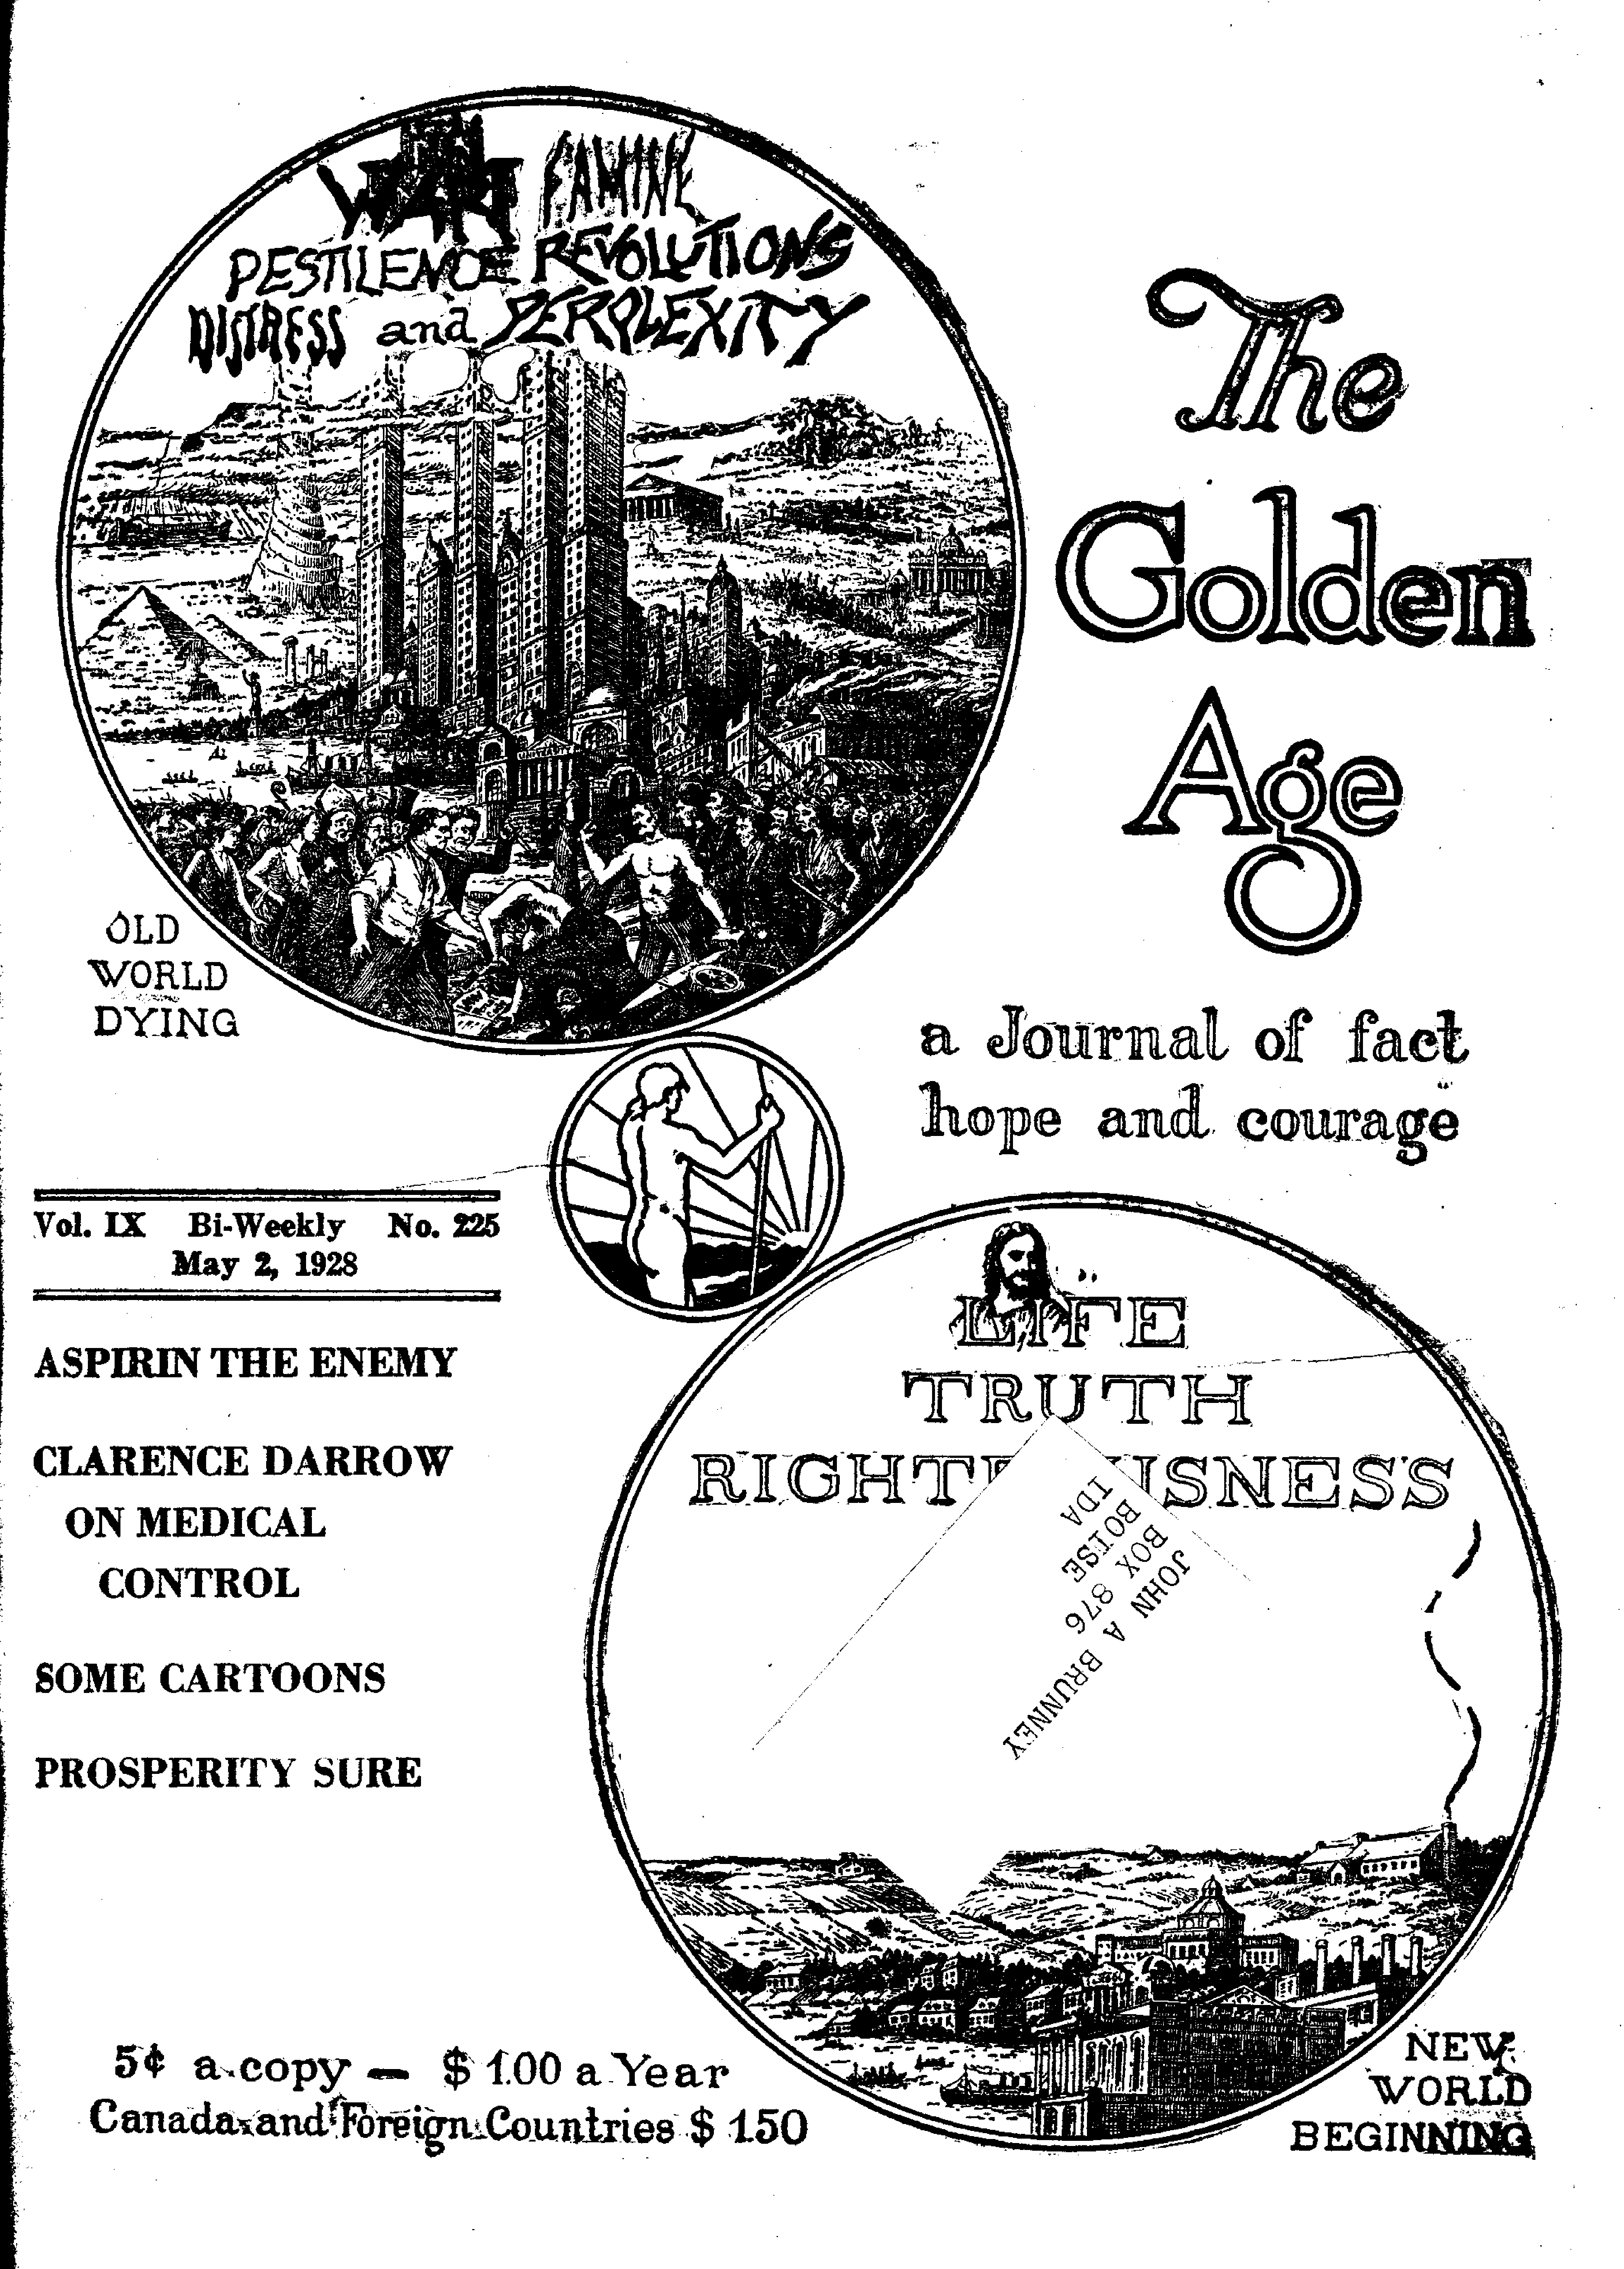 WAR FAMINE
PESTILENCE REVOLUTIONS
DISTRESS and PERPLEXITY
The
Golden
Age
OLD
WORLD
DYING
a Journal of fact
hope and courage
Vol. IX Bi-Weekly No. 225
May 2, 1928
ASPIRIN THE ENEMY
CLARENCE DARROW
ON MEDICAL
CONTROL
SOME CARTOONS
PROSPERITY SURE
LIFE
TRUTH
JOHN A BRUNNEY
BOX 876
BOISE
IDA
5¢ a copy — $ 1.00 a Year
Canada and Foreign Countries $ 1.50
NEW
WORLD
BEGINNING